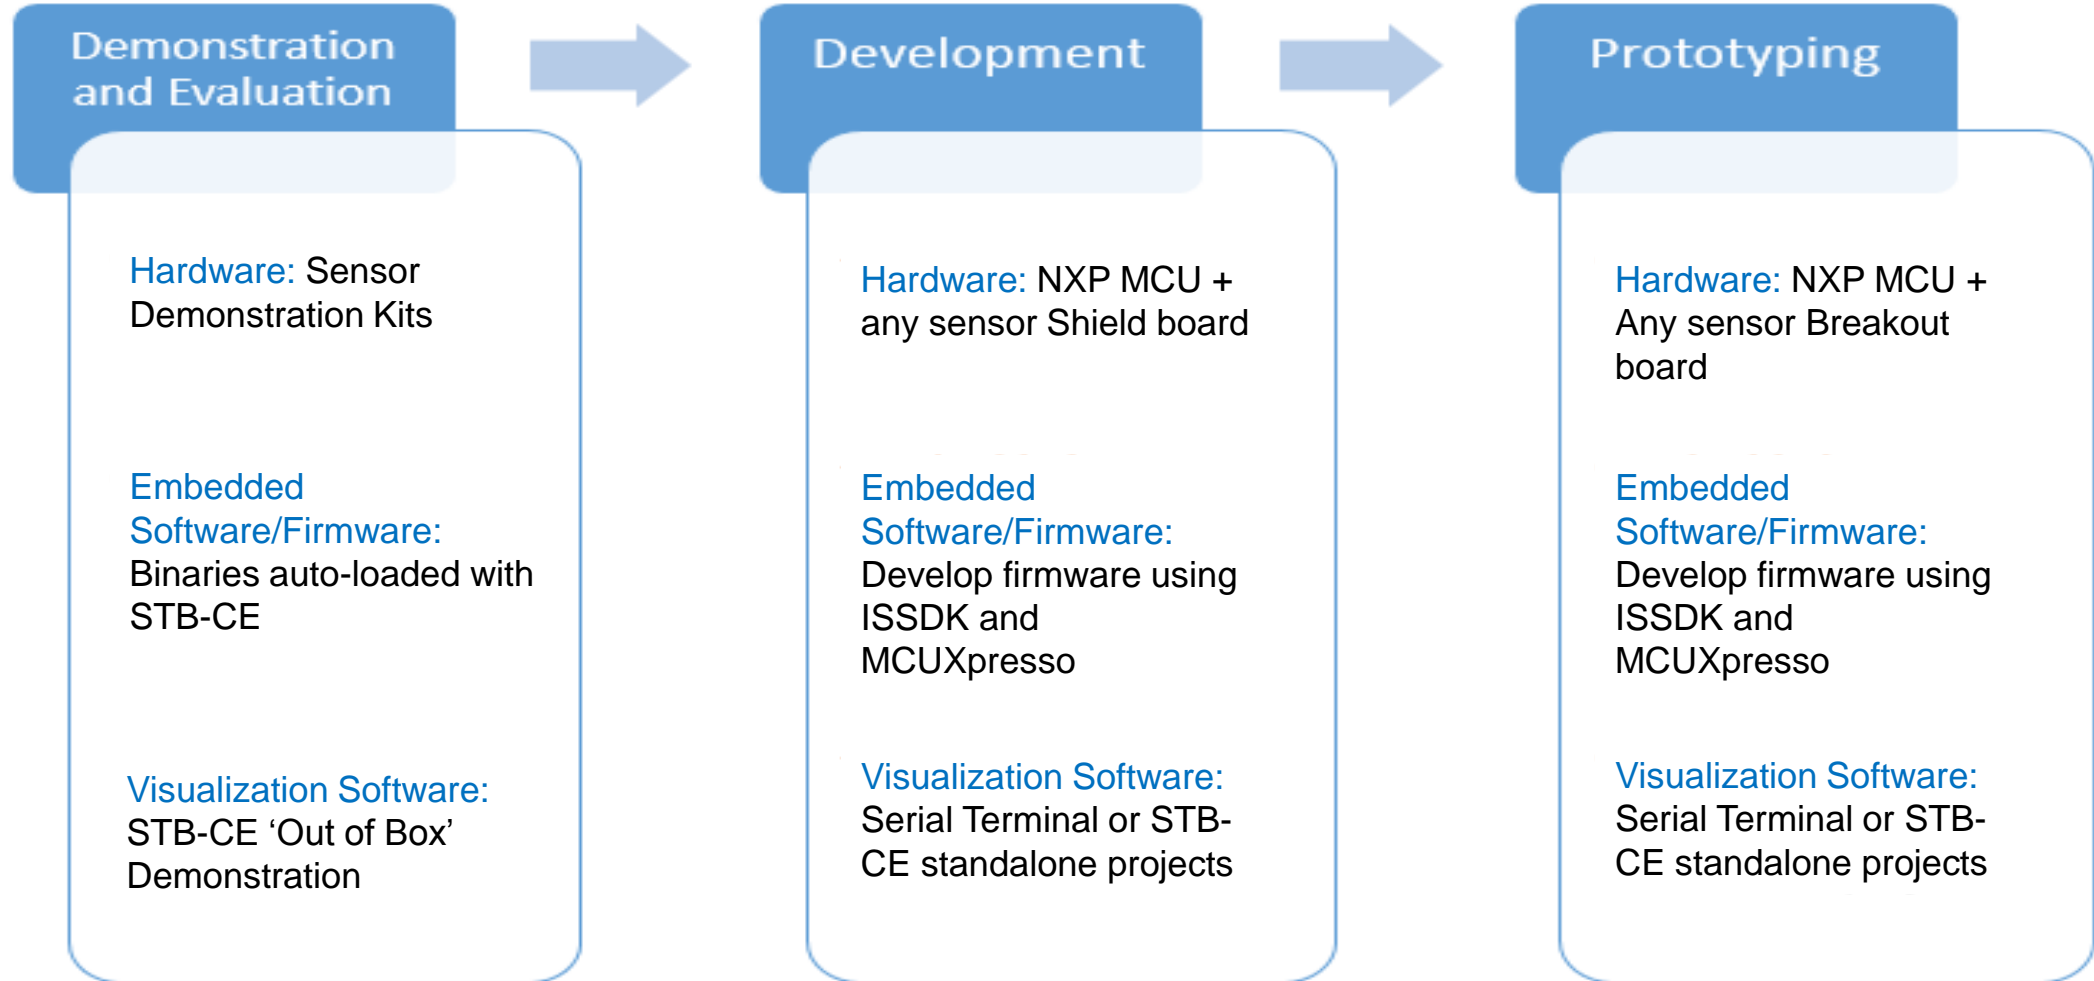 Demonstration
and Evaluation
Hardware: Sensor
Demonstration Kits
Embedded
Software/Firmware:
Binaries auto-loaded with
STB-CE
Visualization Software:
STB-CE ‘Out of Box’
Demonstration
Development
Hardware: NXP MCU +
any sensor Shield board
Embedded
Software/Firmware:
Develop firmware using
ISSDK and
MCUXpresso
Visualization Software:
Serial Terminal or STB-
CE standalone projects
Prototyping
Hardware: NXP MCU +
Any sensor Breakout
board
Embedded
Software/Firmware:
Develop firmware using
ISSDK and
MCUXpresso
Visualization Software:
Serial Terminal or STB-
CE standalone projects